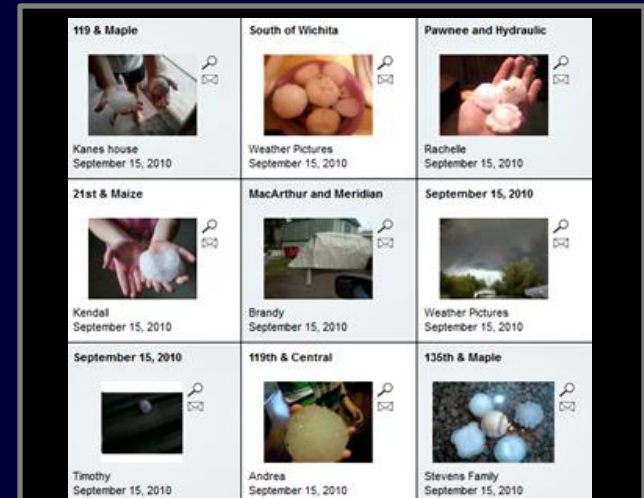 119 & Maple
Kanes house
September 15, 2010
South of Wichita
Weather Pictures
September 15, 2010
Pawnee and Hydraulic
Rachelle
September 15, 2010
21st & Maize
Kendall
September 15, 2010
MacArthur and Meridian
Brandy
September 15, 2010
September 15, 2010
Weather Pictures
September 15, 2010
September 15, 2010
Timothy
September 15, 2010
119th & Central
Andrea
September 15, 2010
135th & Maple
Stevens Family
September 15, 2010